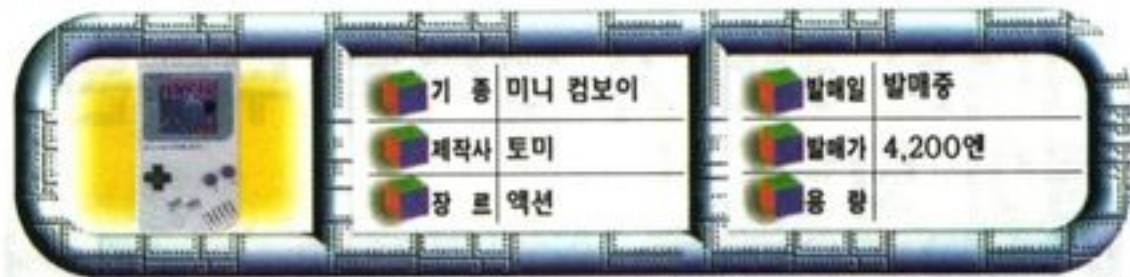 기 종 미니 컴보이
제작사 토미
장 르 액션
발매일 발매중
발매가 4,200엔
용 량